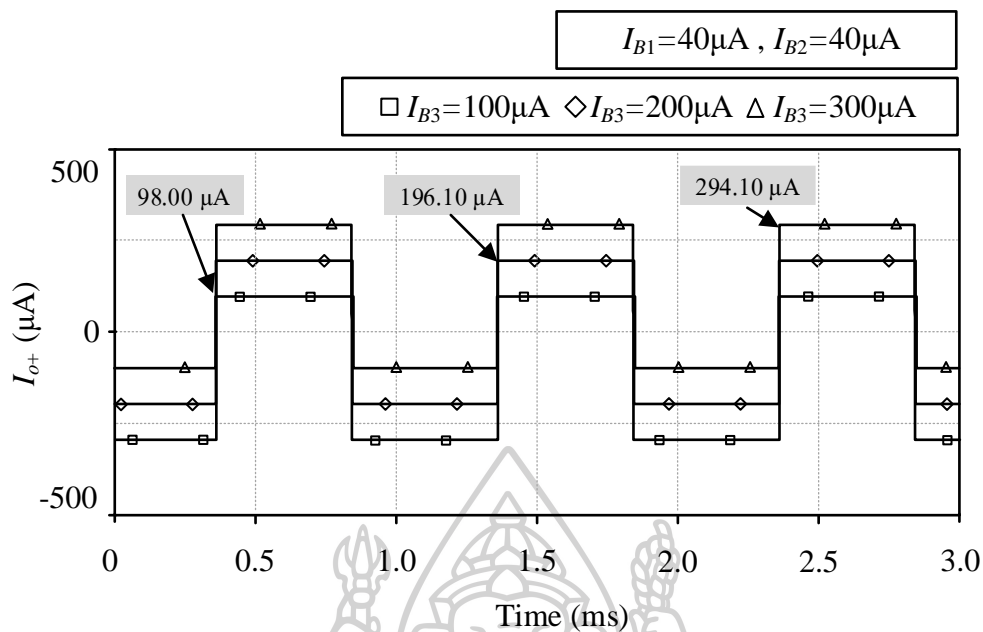 I_B1=40μA , I_B2=40μA
□ I_B3=100μA ◇ I_B3=200μA △ I_B3=300μA
500
98.00 μA
196.10 μA
294.10 μA
I_o+ (μA)
0
-500
0 0.5 1.0 1.5 2.0 2.5 3.0
Time (ms)